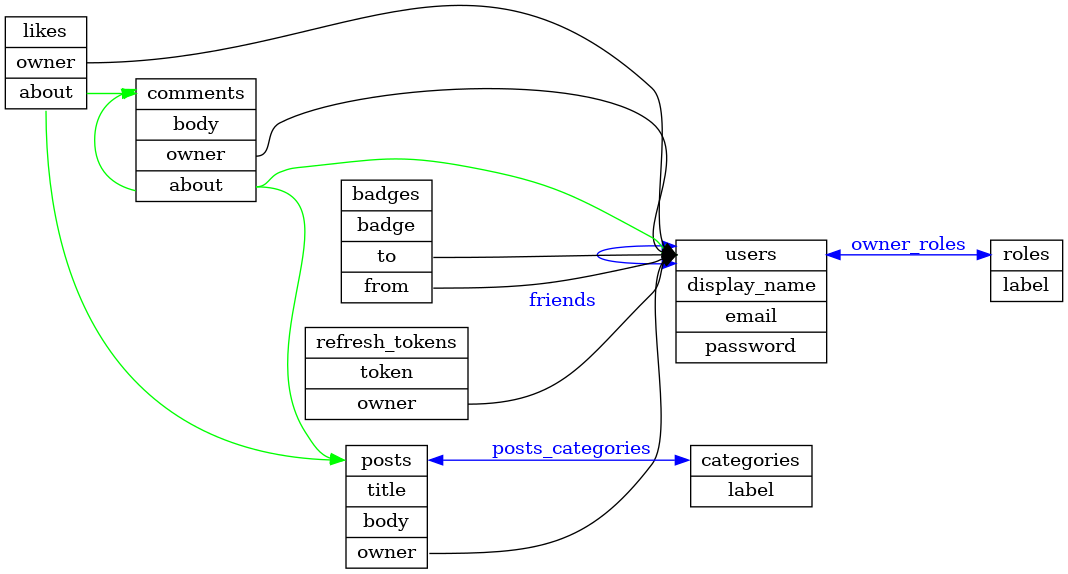 likes
owner
about
comments
body
owner
about
badges
badge
to
from
friends
users
display_name
email
password
owner_roles
roles
label
refresh_tokens
token
owner
posts
title
body
owner
posts_categories
categories
label